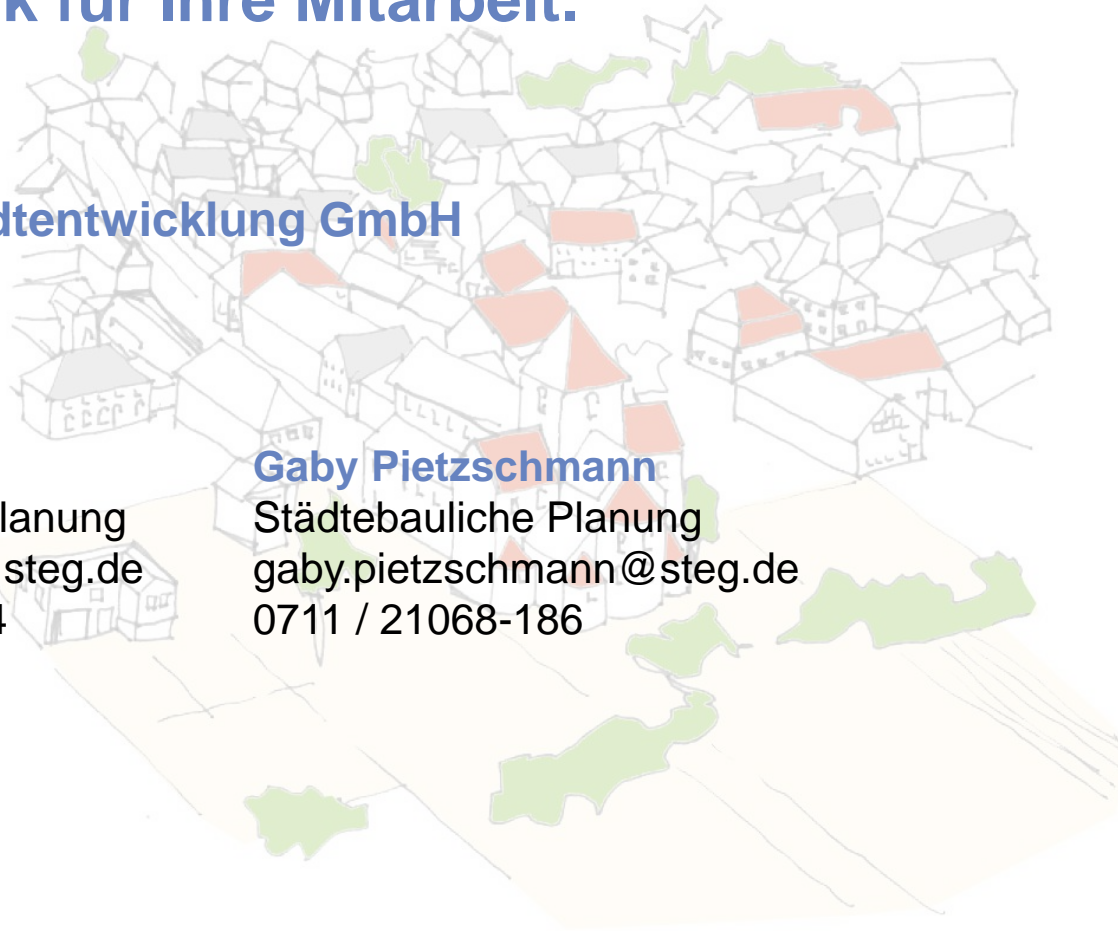 k für Ihre Mitarbeit.
dtentwicklung GmbH
lanung
steg.de
4
Gaby Pietzschmann
Städtebauliche Planung
gaby.pietzschmann@steg.de
0711 / 21068-186